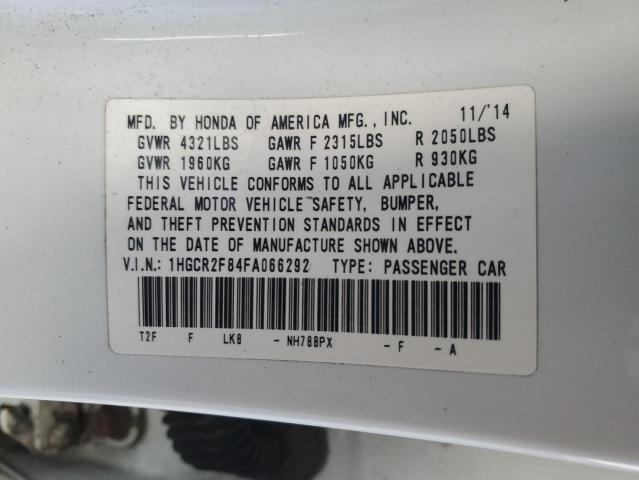 MFD. BY HONDA OF AMERICA MFG., INC. 11/'14
GVWR 4321LBS GAWR F 2315LBS R 2050LBS
GVWR 1960KG GAWR F 1050KG R 930KG
THIS VEHICLE CONFORMS TO ALL APPLICABLE
FEDERAL MOTOR VEHICLE SAFETY, BUMPER,
AND THEFT PREVENTION STANDARDS IN EFFECT
ON THE DATE OF MANUFACTURE SHOWN ABOVE.
V.I.N.: 1HGCR2F84FA066292 TYPE: PASSENGER CAR
T2F F LK8 - NH788PX - F - A